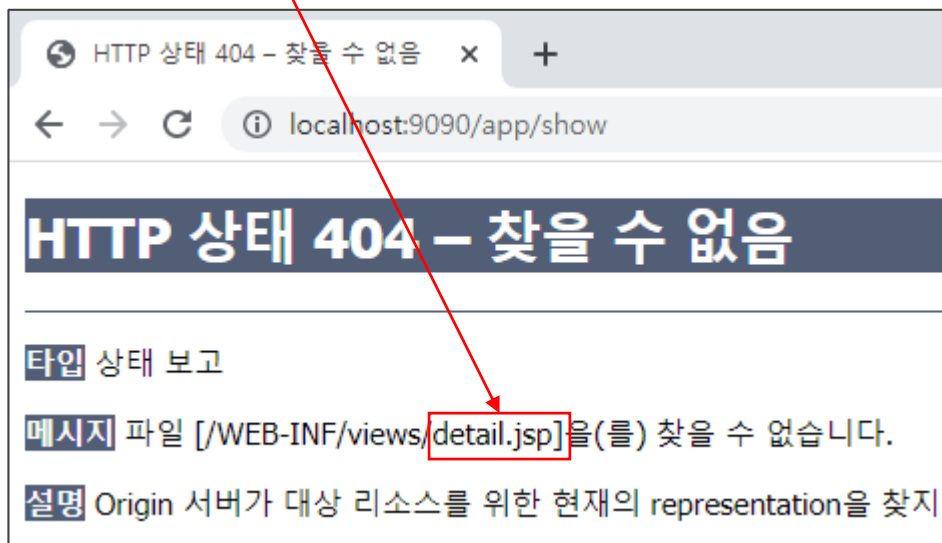 HTTP 상태 404 – 찾을 수 없음
localhost:9090/app/show
HTTP 상태 404 – 찾을 수 없음
타입 상태 보고
메시지 파일 [/WEB-INF/views/detail.jsp]을(를) 찾을 수 없습니다.
설명 Origin 서버가 대상 리소스를 위한 현재의 representation을 찾지